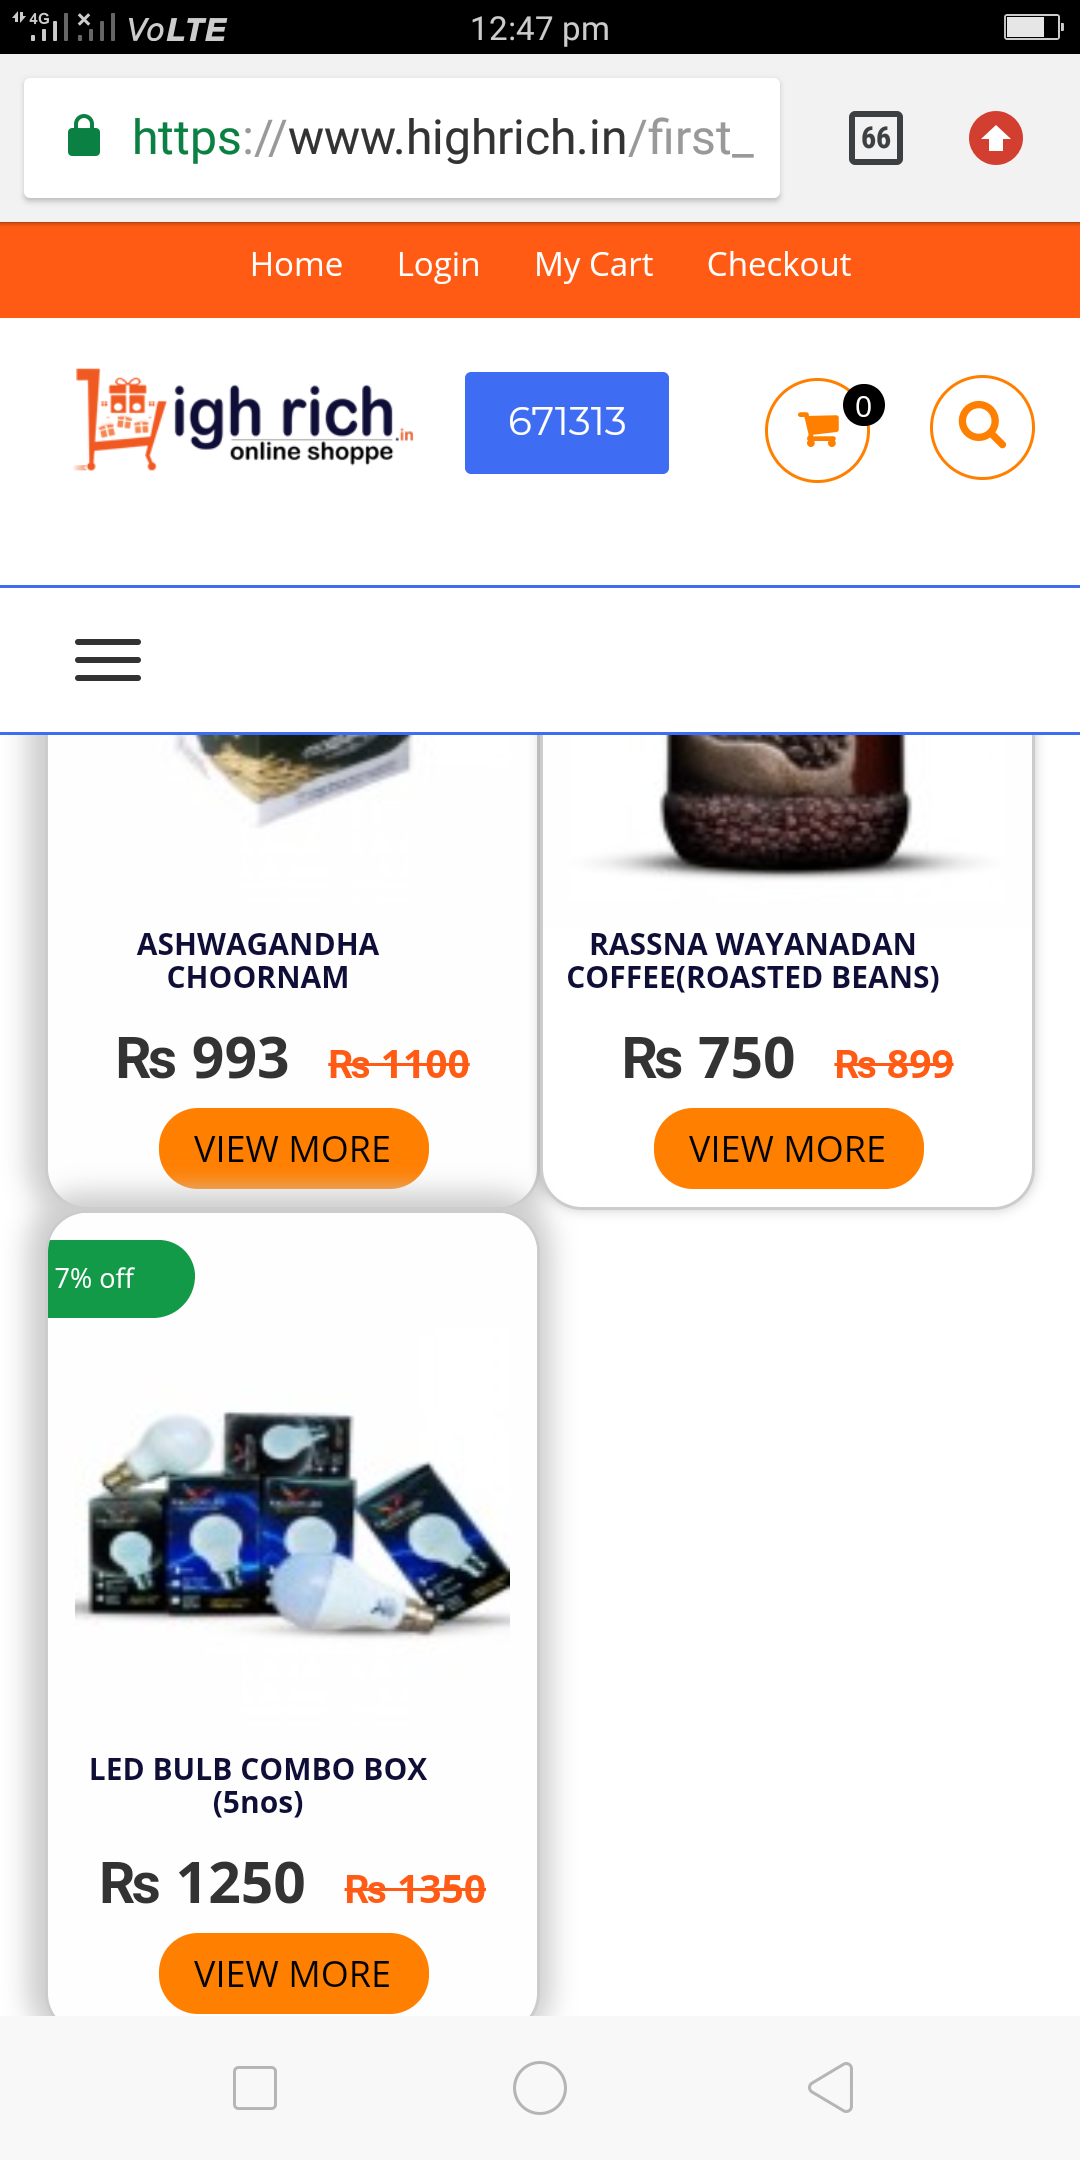 4G VoLTE 12:47 pm
https://www.highrich.in/first_ 66
Home Login My Cart Checkout
igh rich.in
online shoppe
671313
0
ASHWAGANDHA
CHOORNAM
Rs 993 Rs 1100
VIEW MORE
RASSNA WAYANADAN
COFFEE(ROASTED BEANS)
Rs 750 Rs 899
VIEW MORE
7% off
LED BULB COMBO BOX
(5nos)
Rs 1250 Rs 1350
VIEW MORE